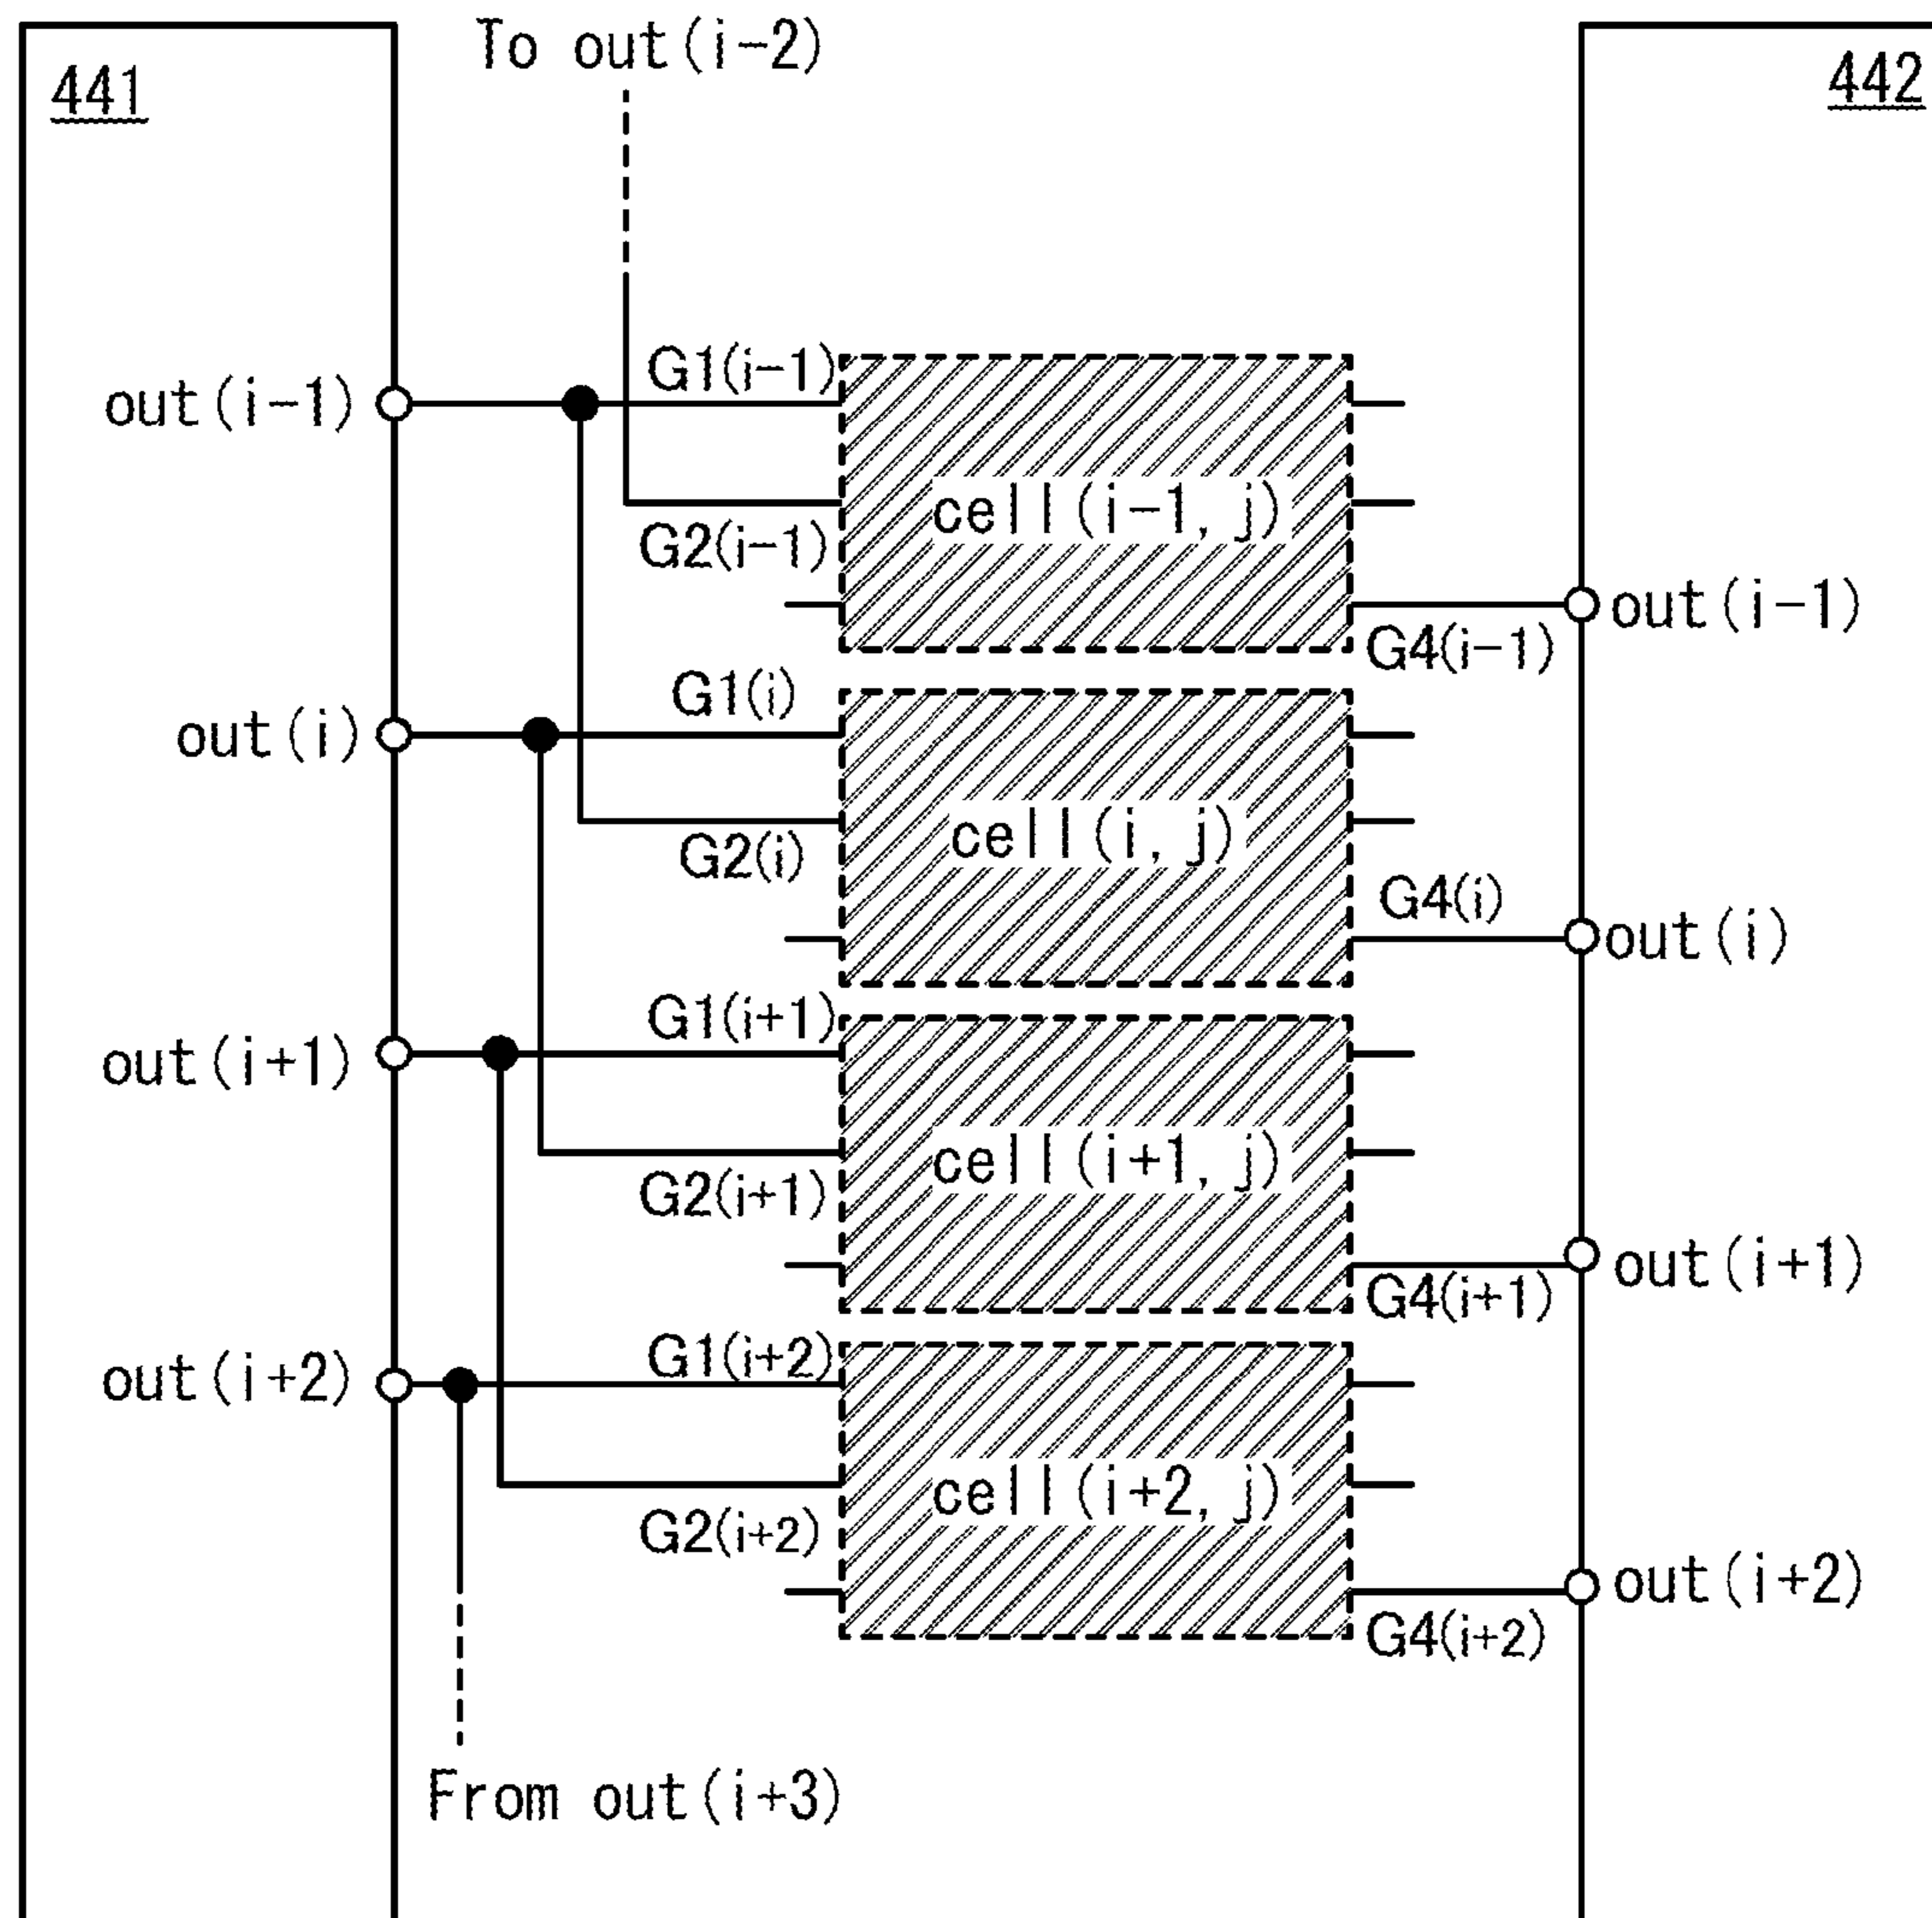 To out(i-2)
441
442
G1(i-1)
out(i-1)
cell(i-1, j)
G2(i-1)
out(i-1)
G4(i-1)
G1(i)
out(i)
cell(i, j)
G2(i)
G4(i)
out(i)
G1(i+1)
out(i+1)
cell(i+1, j)
G2(i+1)
out(i+1)
G4(i+1)
G1(i+2)
out(i+2)
cell(i+2, j)
G2(i+2)
out(i+2)
G4(i+2)
From out(i+3)